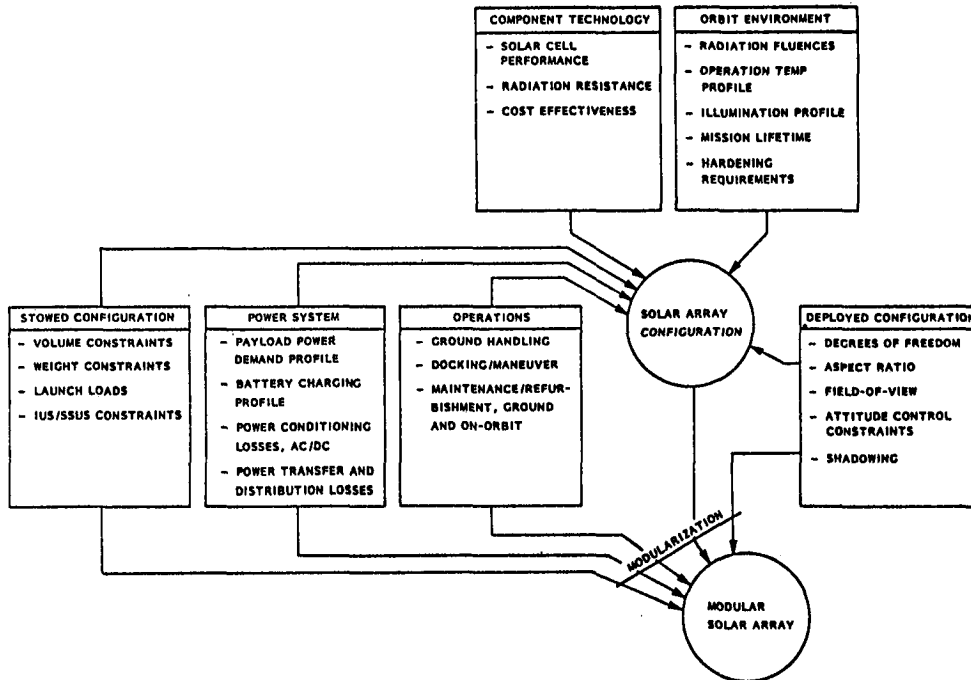 COMPONENT TECHNOLOGY
– SOLAR CELL
PERFORMANCE
– RADIATION RESISTANCE
– COST EFFECTIVENESS
ORBIT ENVIRONMENT
– RADIATION FLUENCES
– OPERATION TEMP
PROFILE
– ILLUMINATION PROFILE
– MISSION LIFETIME
– HARDENING
REQUIREMENTS
STOWED CONFIGURATION
– VOLUME CONSTRAINTS
– WEIGHT CONSTRAINTS
– LAUNCH LOADS
– IUS/SSUS CONSTRAINTS
POWER SYSTEM
– PAYLOAD POWER
DEMAND PROFILE
– BATTERY CHARGING
PROFILE
– POWER CONDITIONING
LOSSES, AC/DC
– POWER TRANSFER AND
DISTRIBUTION LOSSES
OPERATIONS
– GROUND HANDLING
– DOCKING/MANEUVER
– MAINTENANCE/REFUR-
BISHMENT, GROUND
AND ON-ORBIT
SOLAR ARRAY
CONFIGURATION
DEPLOYED CONFIGURATION
– DEGREES OF FREEDOM
– ASPECT RATIO
– FIELD-OF-VIEW
– ATTITUDE CONTROL
CONSTRAINTS
– SHADOWING
MODULARIZATION
MODULAR
SOLAR ARRAY